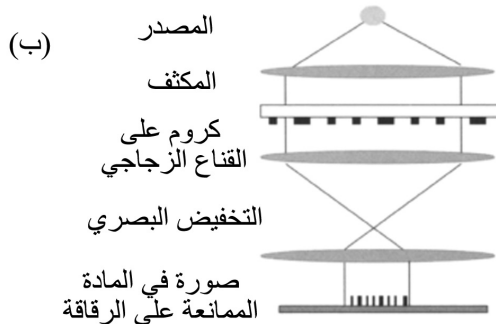 (ب)
المصدر
المكثف
كروم على
القناع الزجاجي
التخفيض البصري
صورة في المادة
الممانعة على الرقاقة